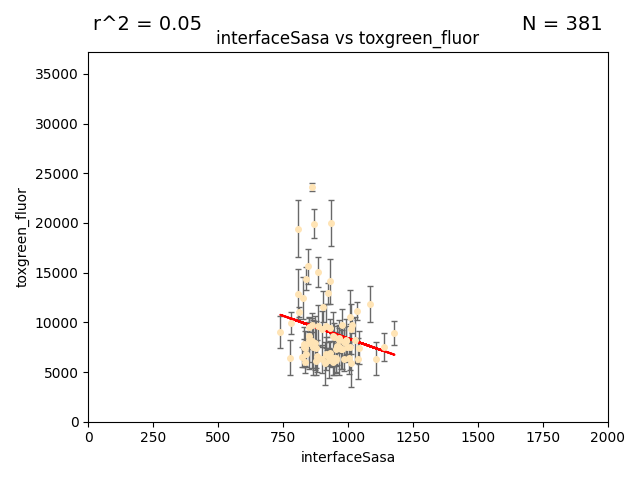 r^2 = 0.05
N = 381
interfaceSasa vs toxgreen_fluor
35000
30000
25000
20000
15000
10000
5000
0
toxgreen_fluor
0 250 500 750 1000 1250 1500 1750 2000
interfaceSasa